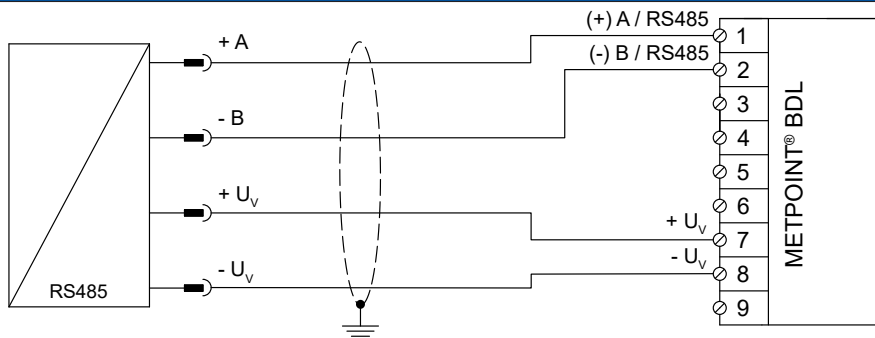 (+) A / RS485
+ A
1
(-) B / RS485
2
3
- B
4
5
6
+ Uᵥ
+ Uᵥ
7
- Uᵥ
- Uᵥ
8
RS485
9
METPOINT® BDL